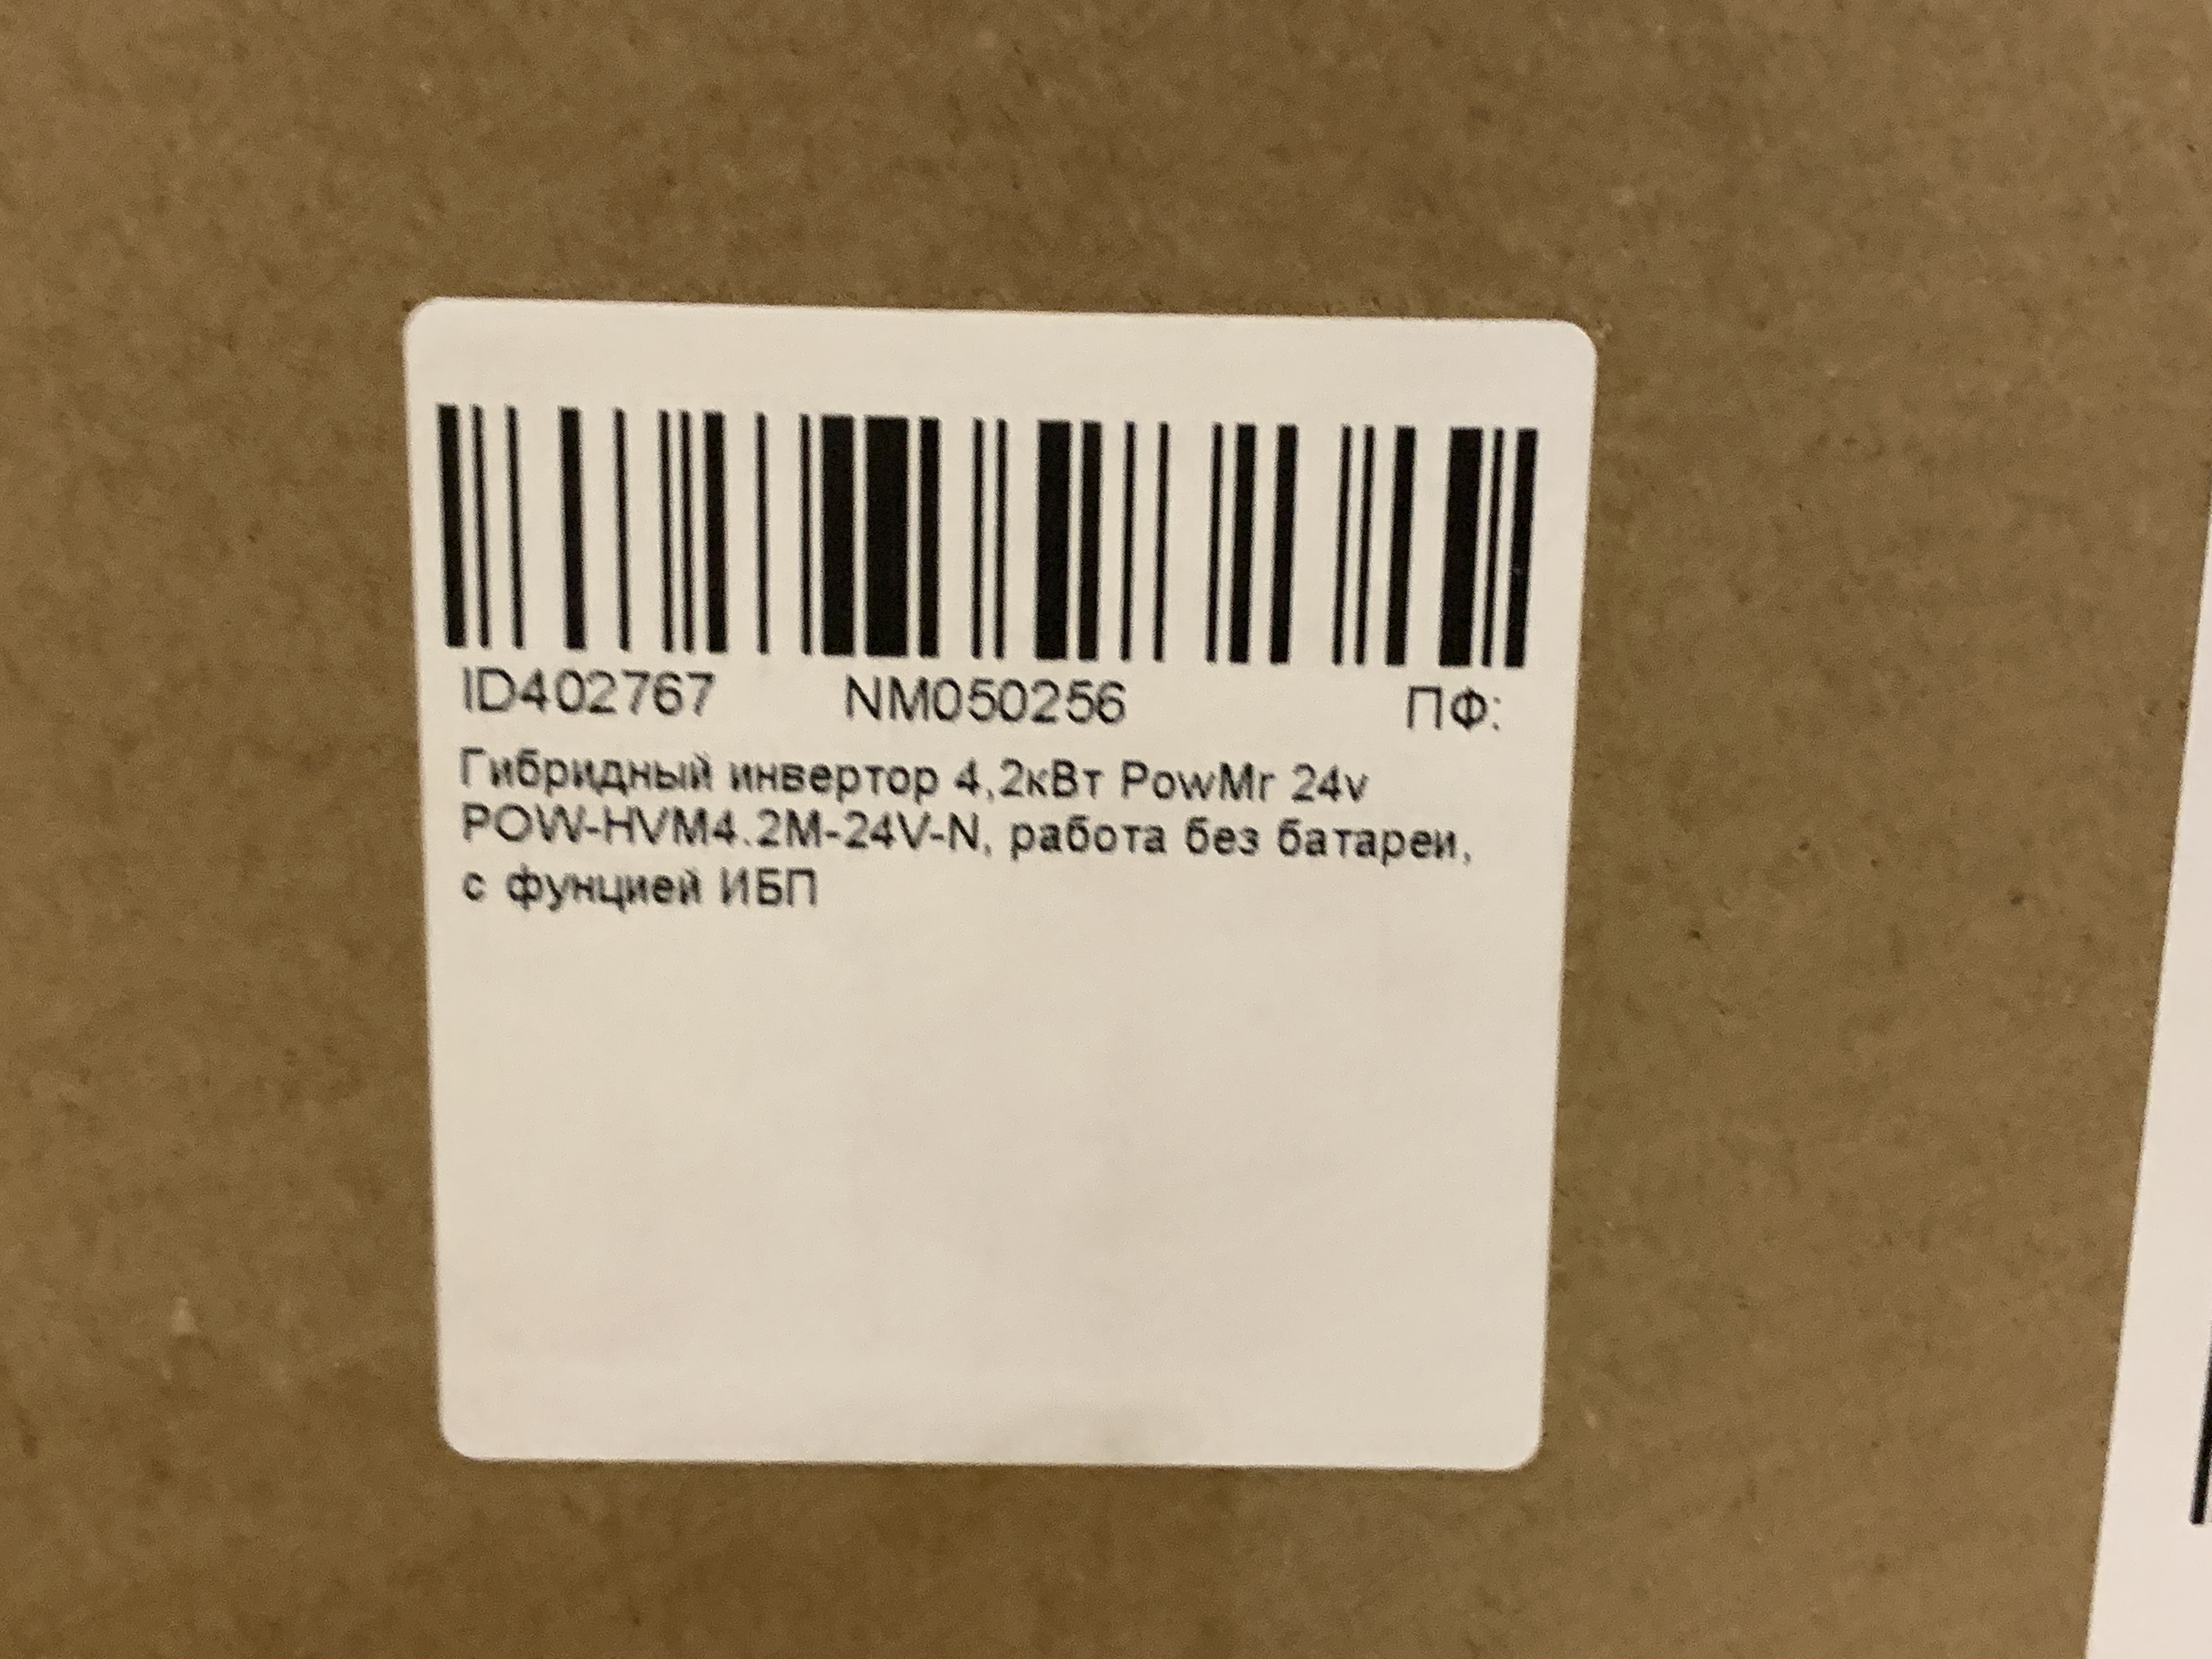 ID402767 NM050256 ПФ:
Гибридный инвертор 4,2кВт PowMr 24v
POW-HVM4.2M-24V-N, работа без батареи,
с фунцией ИБП